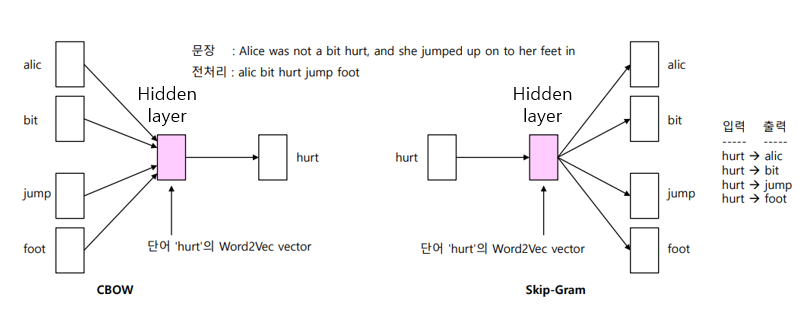 문장 : Alice was not a bit hurt, and she jumped up on to her feet in
전처리 : alic bit hurt jump foot
alic
bit
jump
foot
Hidden
layer
hurt
단어 'hurt'의 Word2Vec vector
CBOW
hurt
Hidden
layer
alic
bit
jump
foot
단어 'hurt'의 Word2Vec vector
Skip-Gram
입력 출력
----- -----
hurt → alic
hurt → bit
hurt → jump
hurt → foot